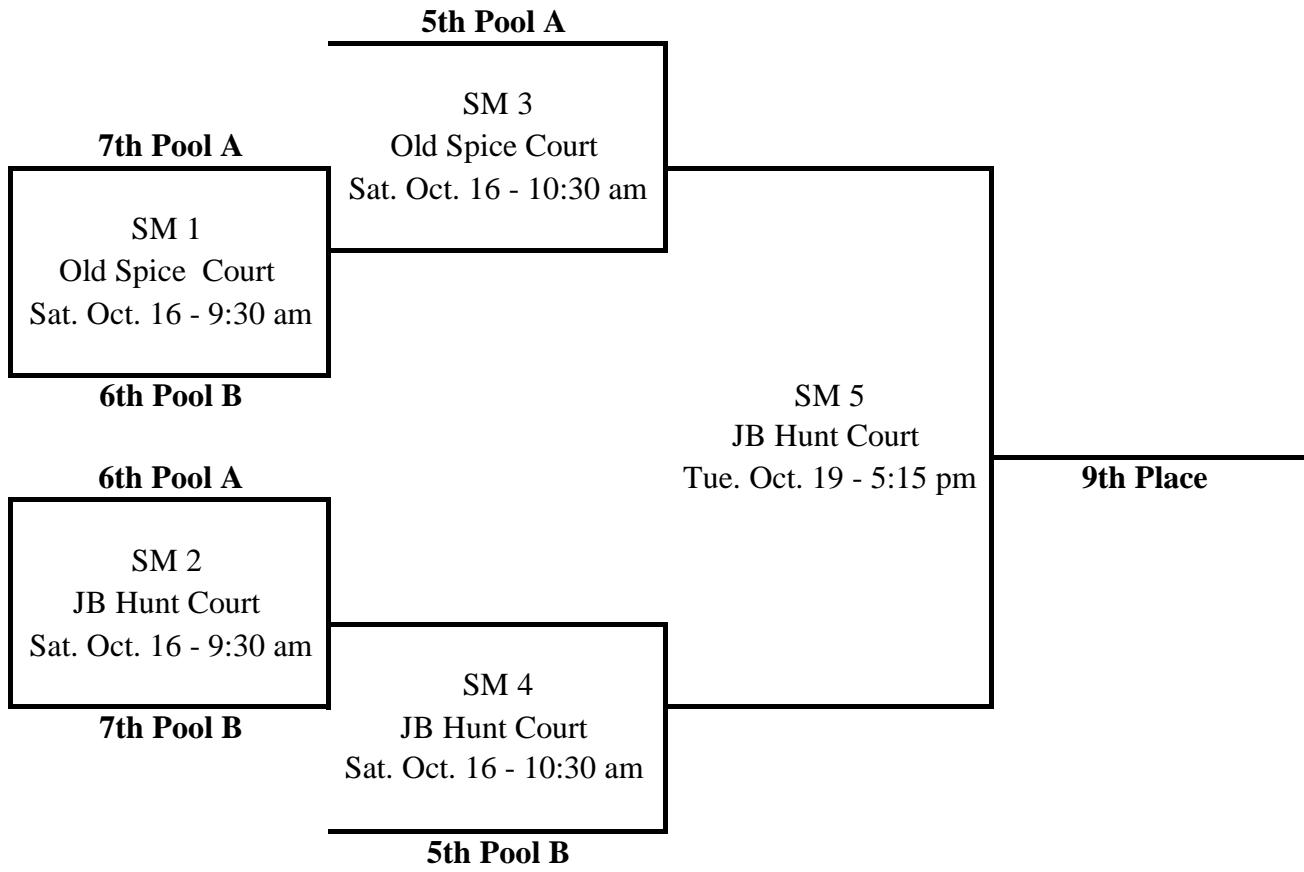 5th Pool A
SM 3
Old Spice Court
Sat. Oct. 16 - 10:30 am
7th Pool A
SM 1
Old Spice  Court
Sat. Oct. 16 - 9:30 am
6th Pool B
SM 5
JB Hunt Court
Tue. Oct. 19 - 5:15 pm
9th Place
6th Pool A
SM 2
JB Hunt Court
Sat. Oct. 16 - 9:30 am
7th Pool B
SM 4
JB Hunt Court
Sat. Oct. 16 - 10:30 am
5th Pool B